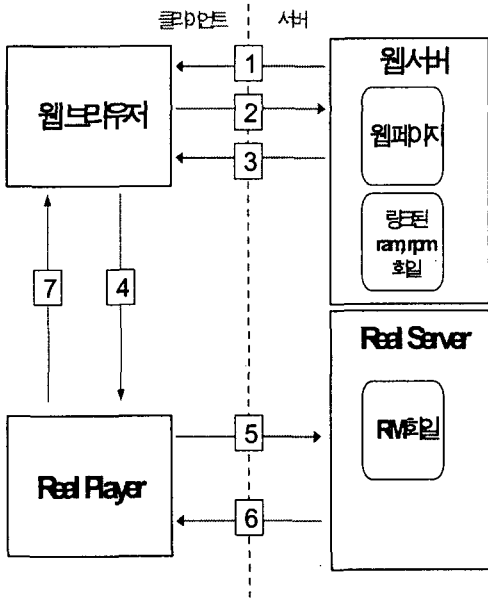 클라이언트 서버
1
웹서버
웹브라우저
2
웹페이지
3
링크된
ram, rpm
화일
7
4
Real Server
RM화일
5
Real Player
6